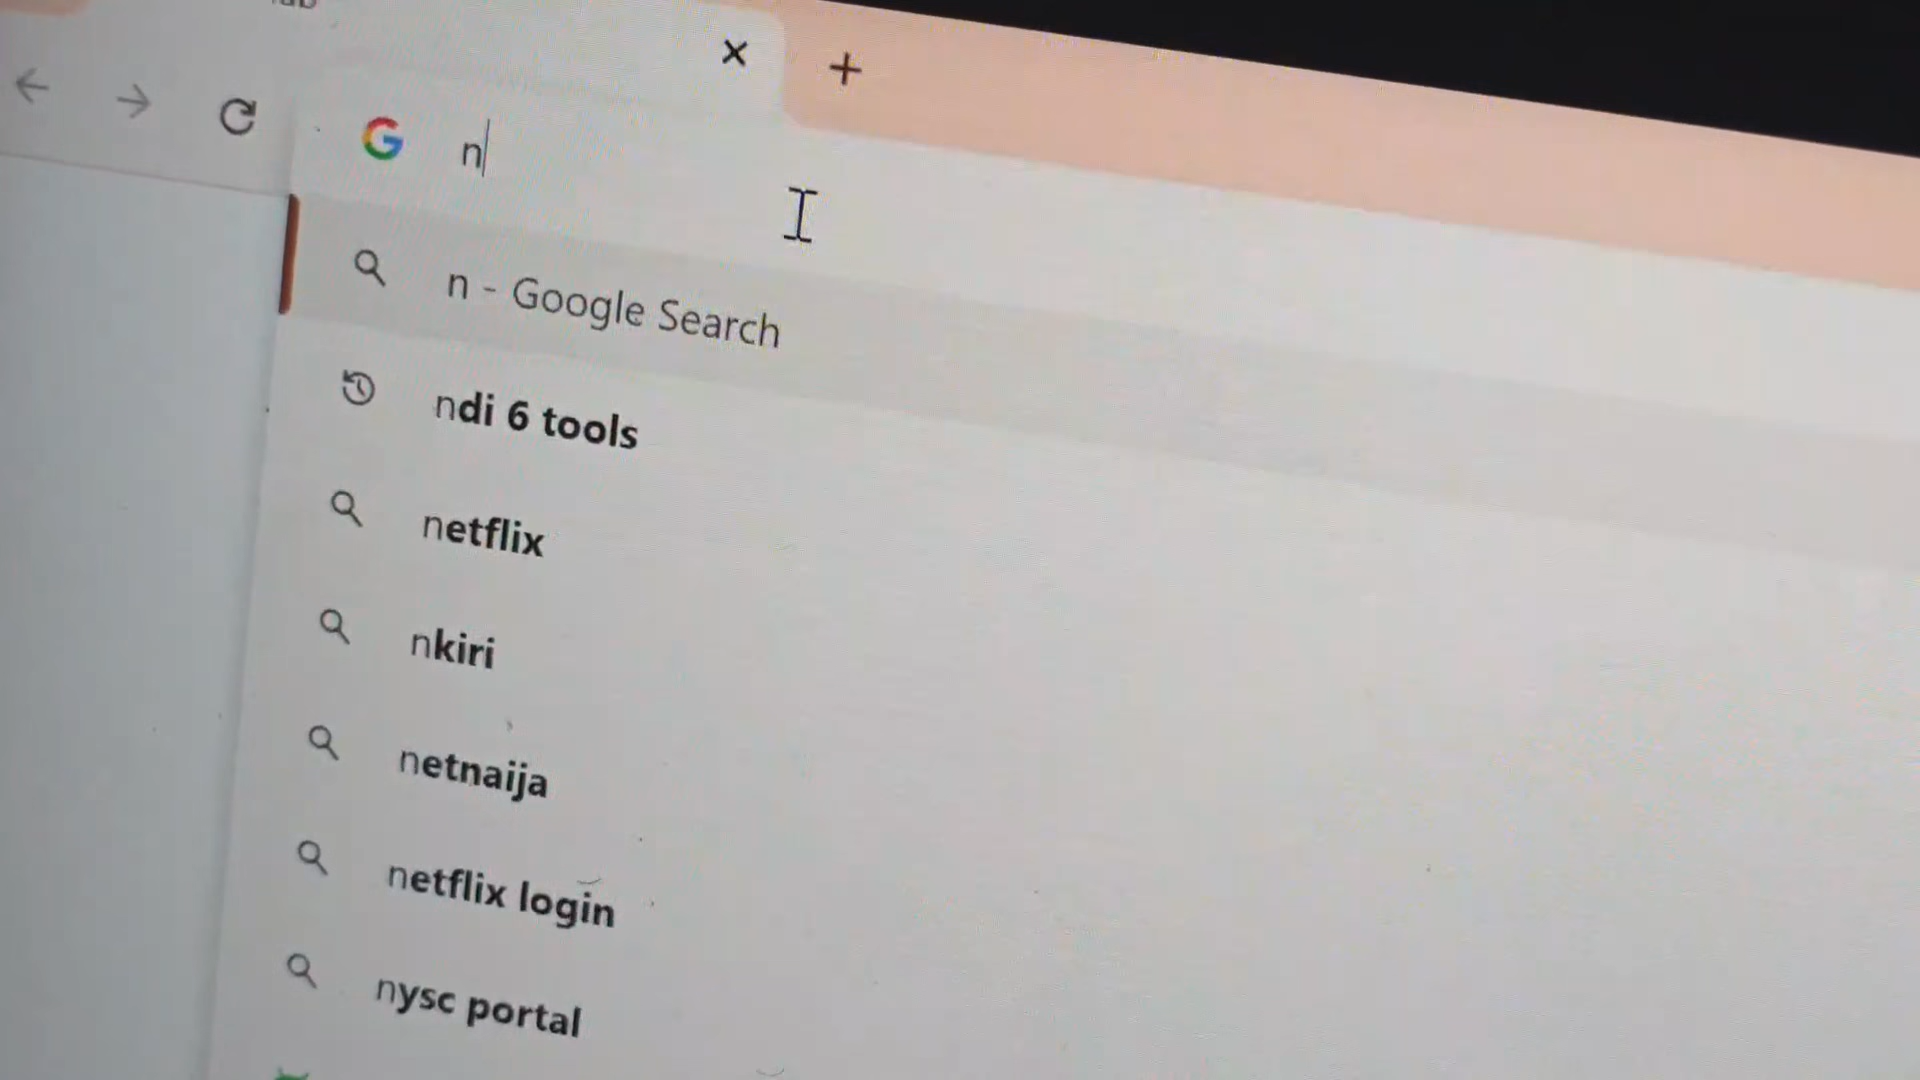 n
n - Google Search
ndi 6 tools
netflix
nkiri
netnaija
netflix login
nysc portal